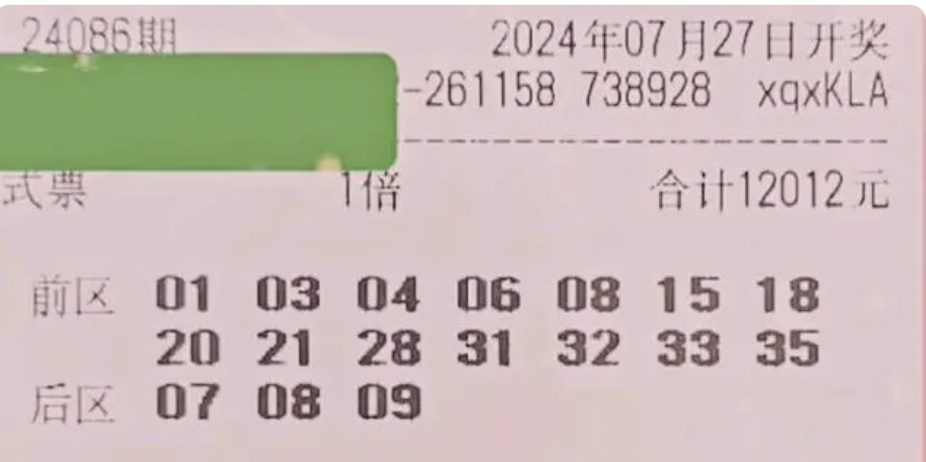 24086期 2024年07月27日开奖
-261158 738928 xqxKLA
式票 1倍 合计12012元
前区 01 03 04 06 08 15 18
20 21 28 31 32 33 35
后区 07 08 09